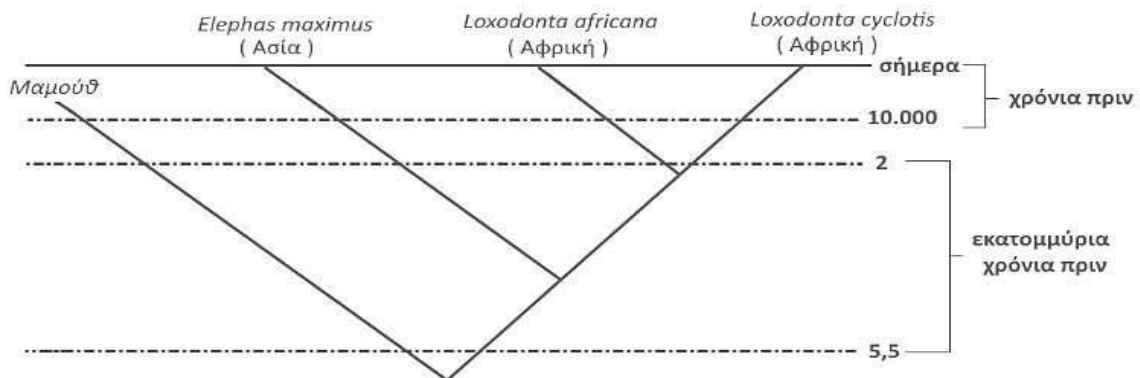 Elephas maximus
( Ασία )
Loxodonta africana
( Αφρική )
Loxodonta cyclotis
( Αφρική )
σήμερα
Μαμούθ
χρόνια πριν
10.000
2
εκατομμύρια
χρόνια πριν
5,5